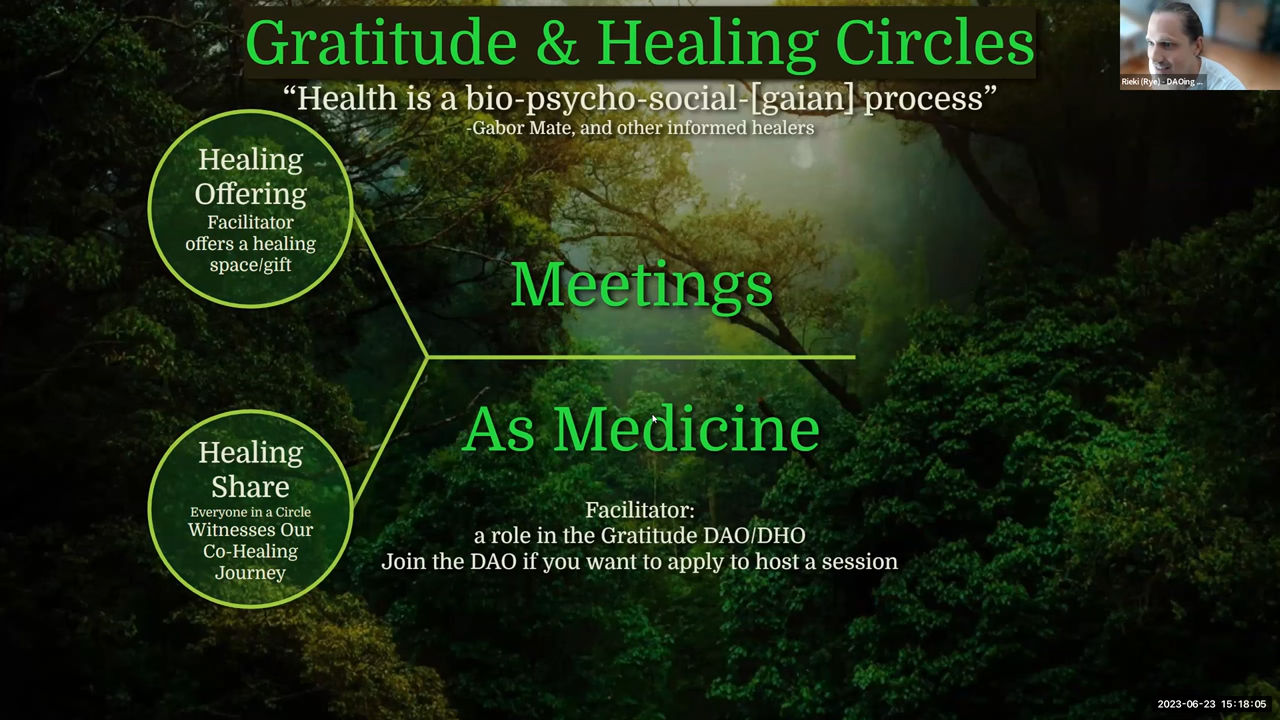 Gratitude & Healing Circles
“Health is a bio-psycho-social-[gaian] process”
-Gabor Mate, and other informed healers
Healing
Offering
Facilitator
offers a healing
space/gift
Meetings
As Medicine
Healing
Share
Everyone in a Circle
Witnesses Our
Co-Healing
Journey
Facilitator:
a role in the Gratitude DAO/DHO
Join the DAO if you want to apply to host a session
Rieki (Rye) - DAOing ...
2023-06-23 15:18:05